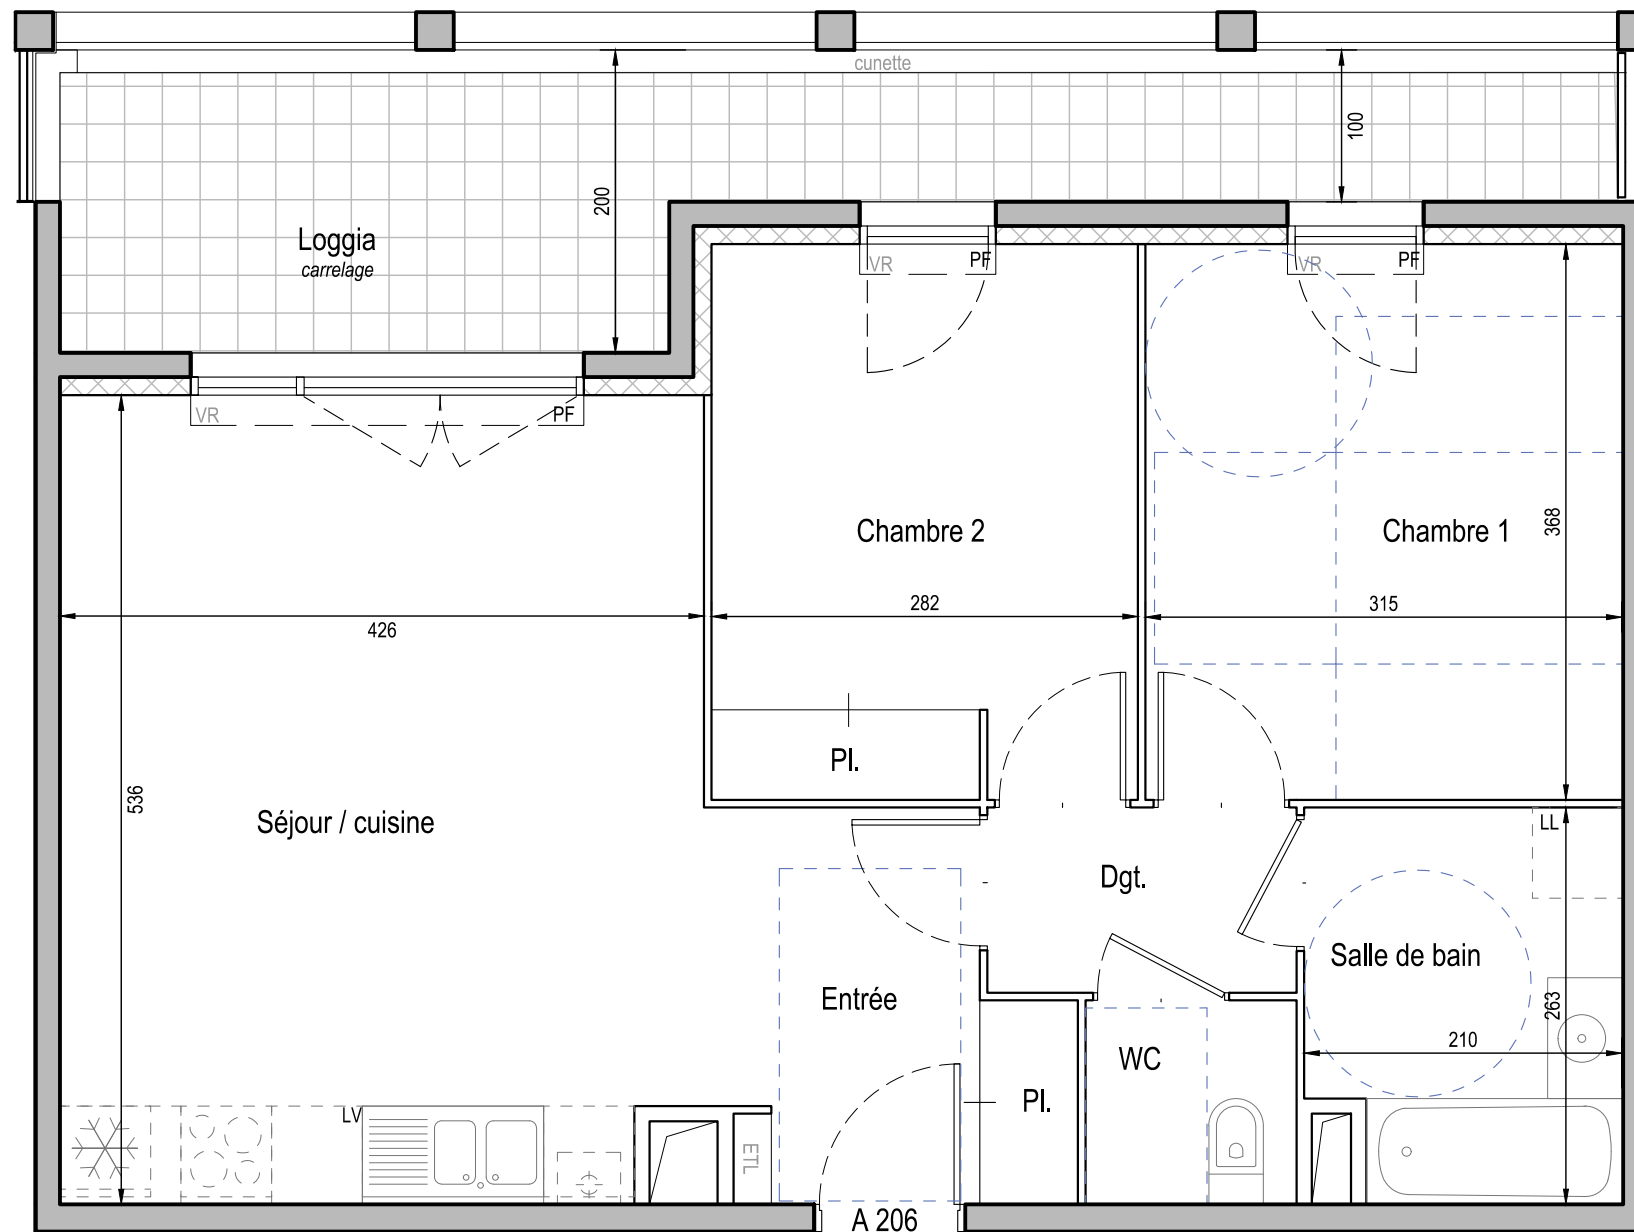 cunette
100
200
Loggia
carrelage
VR
PF
VR
PF
VR
PF
Chambre 2
Chambre 1
368
282
315
426
Pl.
536
Séjour / cuisine
LL
Dgt.
Salle de bain
Entrée
263
210
WC
Pl.
LV
ETL
A 206